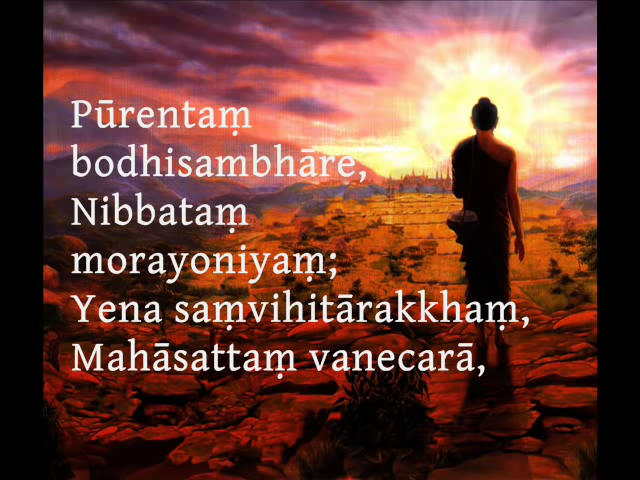 Pūrentaṃ
bodhisambhāre,
Nibbataṃ
morayoniyaṃ;
Yena saṃvihitārakkhaṃ,
Mahāsattaṃ vanecarā,